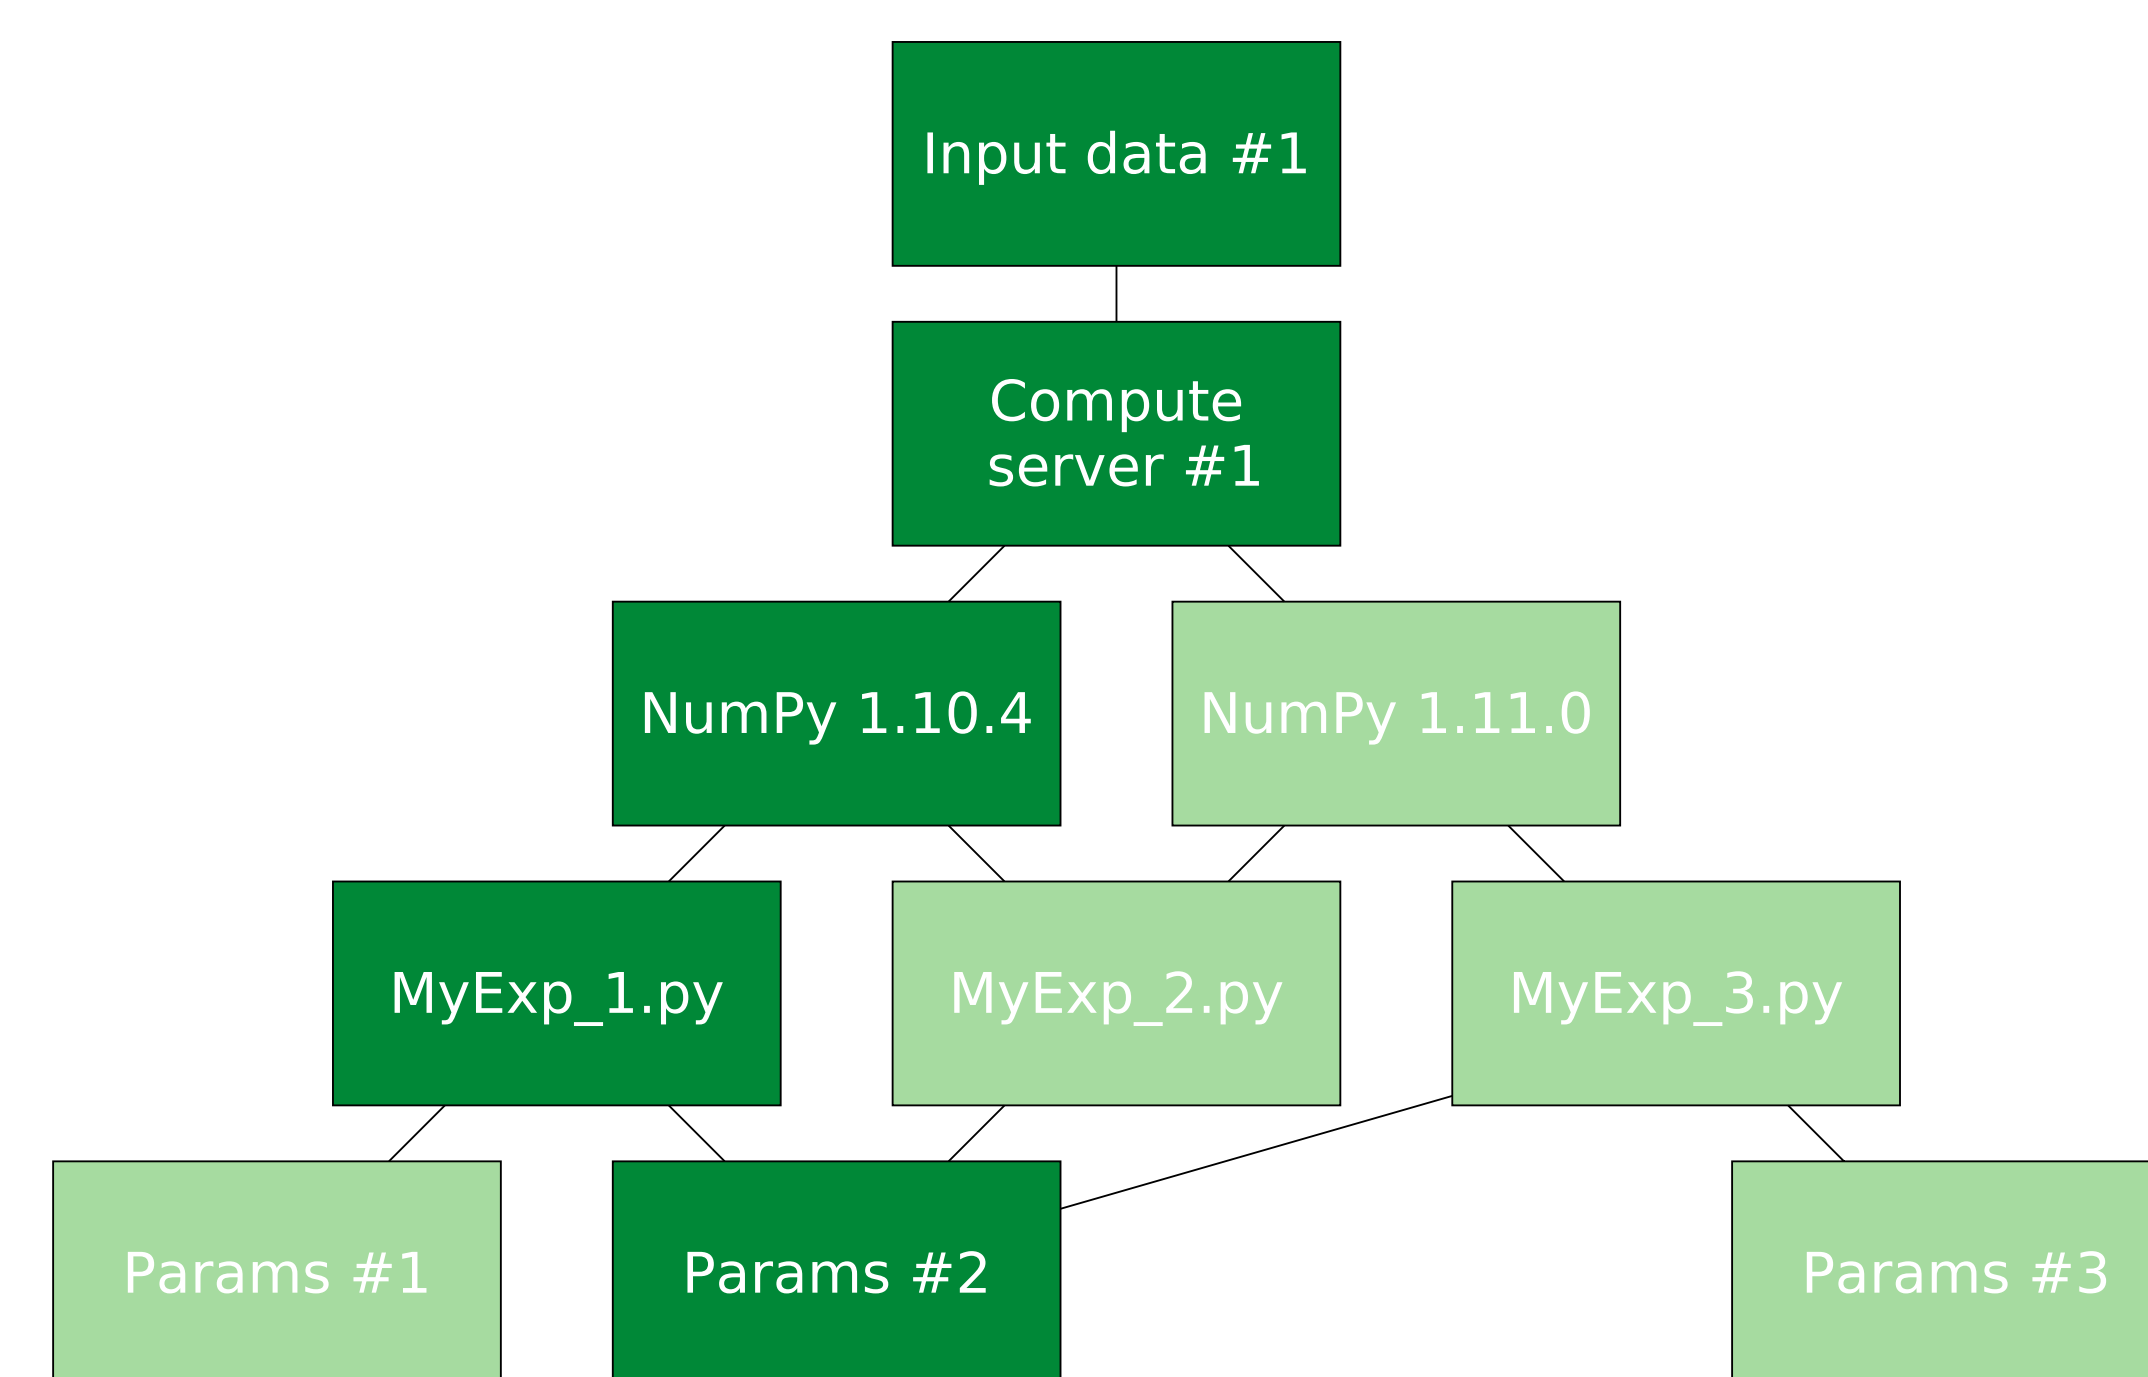 Input data #1
Compute
server #1
NumPy 1.10.4
NumPy 1.11.0
MyExp_1.py
MyExp_2.py
MyExp_3.py
Params #1
Params #2
Params #3